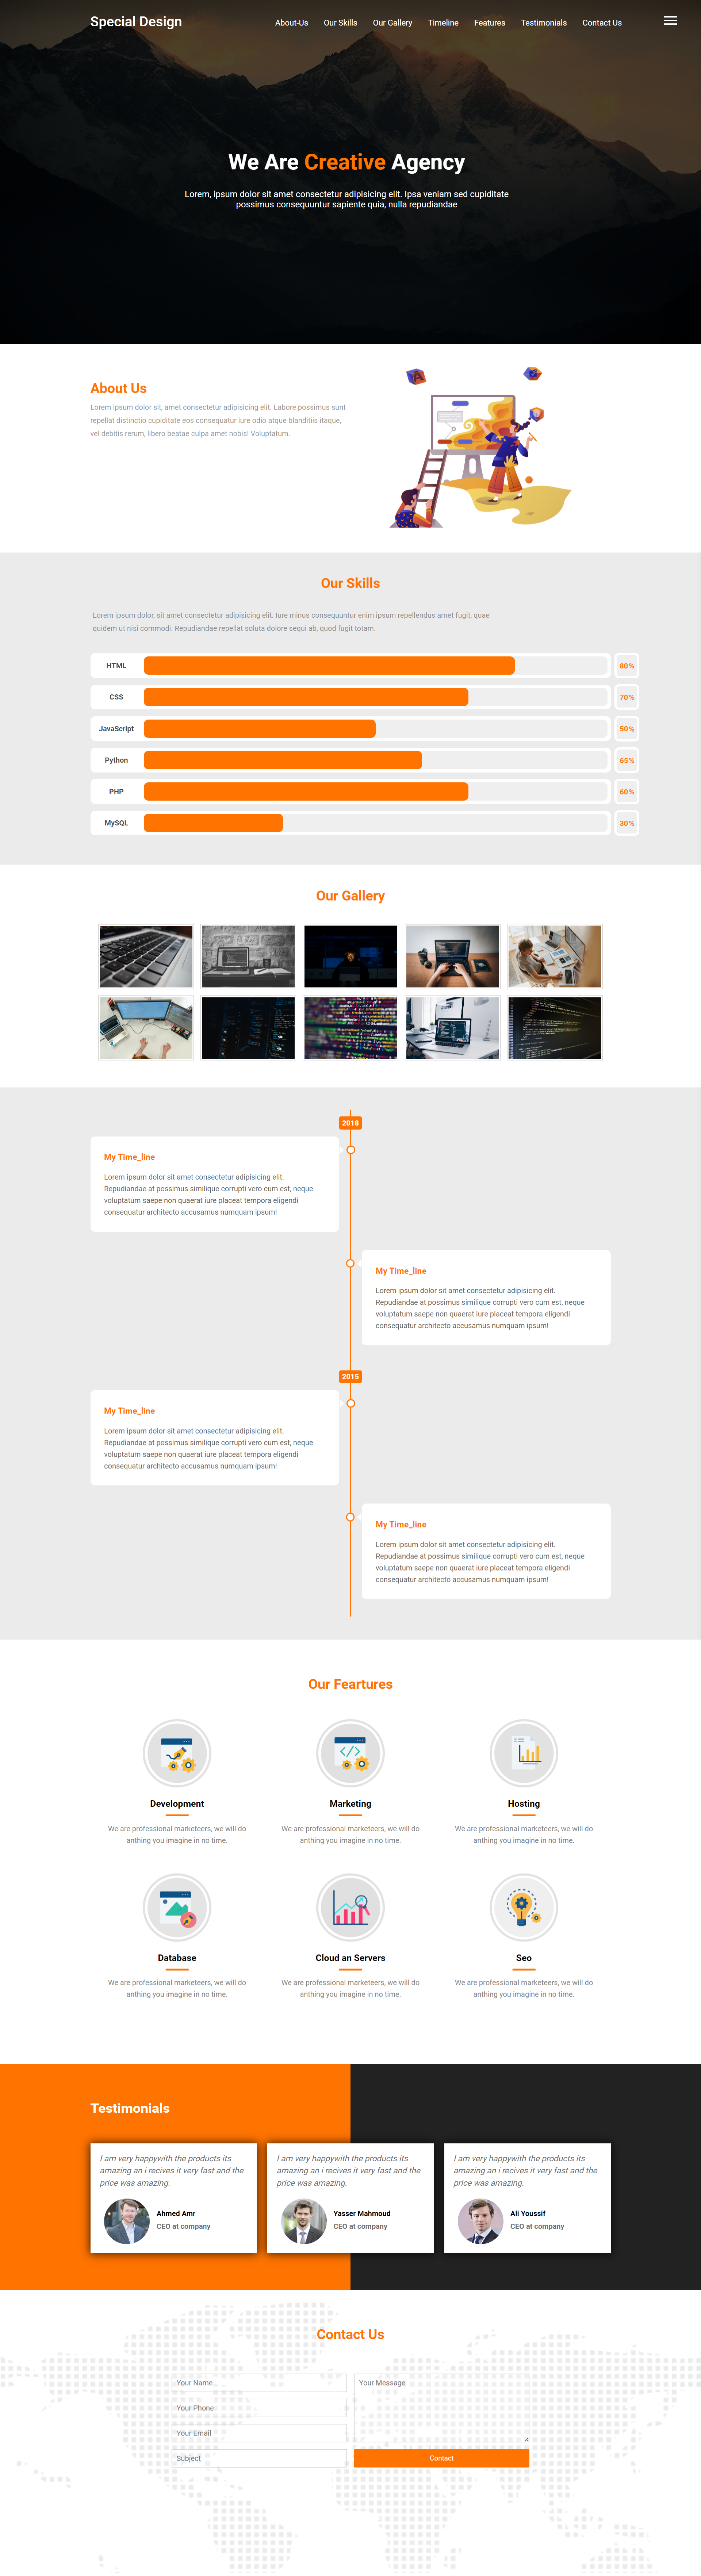 Special Design
About-Us Our Skills Our Gallery Timeline Features Testimonials Contact Us
We Are Creative Agency
Lorem, ipsum dolor sit amet consectetur adipisicing elit. Ipsa veniam sed cupiditate
possimus consequuntur sapiente quia, nulla repudiandae
About Us
Lorem ipsum dolor sit, amet consectetur adipisicing elit. Labore possimus sunt
repellat distinctio cupiditate eos consequatur iure odio atque blanditiis itaque,
vel debitis rerum, libero beatae culpa amet nobis! Voluptatum.
Our Skills
Lorem ipsum dolor, sit amet consectetur adipisicing elit. Iure minus consequuntur enim ipsum repellendus amet fugit, quae
quidem ut nisi commodi. Repudiandae repellat soluta dolore sequi ab, quod fugit totam.
HTML 80%
CSS 70%
JavaScript 50%
Python 65%
PHP 60%
MySQL 30%
Our Gallery
2018
My Time_line
Lorem ipsum dolor sit amet consectetur adipisicing elit.
Repudiandae at possimus similique corrupti vero cum est, neque
voluptatum saepe non quaerat iure placeat tempora eligendi
consequatur architecto accusamus numquam ipsum!
My Time_line
Lorem ipsum dolor sit amet consectetur adipisicing elit.
Repudiandae at possimus similique corrupti vero cum est, neque
voluptatum saepe non quaerat iure placeat tempora eligendi
consequatur architecto accusamus numquam ipsum!
2015
My Time_line
Lorem ipsum dolor sit amet consectetur adipisicing elit.
Repudiandae at possimus similique corrupti vero cum est, neque
voluptatum saepe non quaerat iure placeat tempora eligendi
consequatur architecto accusamus numquam ipsum!
My Time_line
Lorem ipsum dolor sit amet consectetur adipisicing elit.
Repudiandae at possimus similique corrupti vero cum est, neque
voluptatum saepe non quaerat iure placeat tempora eligendi
consequatur architecto accusamus numquam ipsum!
Our Feartures
Development
We are professional marketeers, we will do
anthing you imagine in no time.
Marketing
We are professional marketeers, we will do
anthing you imagine in no time.
Hosting
We are professional marketeers, we will do
anthing you imagine in no time.
Database
We are professional marketeers, we will do
anthing you imagine in no time.
Cloud an Servers
We are professional marketeers, we will do
anthing you imagine in no time.
Seo
We are professional marketeers, we will do
anthing you imagine in no time.
Testimonials
I am very happywith the products its
amazing an i recives it very fast and the
price was amazing.
Ahmed Amr
CEO at company
I am very happywith the products its
amazing an i recives it very fast and the
price was amazing.
Yasser Mahmoud
CEO at company
I am very happywith the products its
amazing an i recives it very fast and the
price was amazing.
Ali Youssif
CEO at company
Contact Us
Your Name
Your Phone
Your Email
Subject
Your Message
Contact